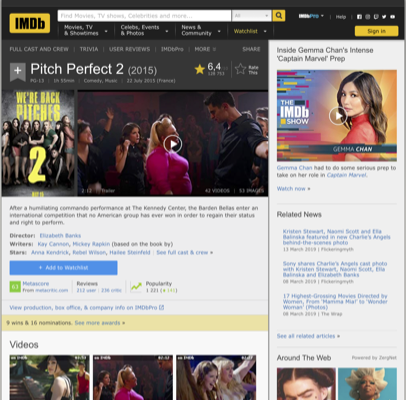 IMDb
Find Movies, TV shows, Celebrities and more...
All
IMDbPro
Help
Movies, TV & Showtimes
Celebs, Events & Photos
News & Community
Watchlist
Sign in
FULL CAST AND CREW | TRIVIA | USER REVIEWS | IMDbPro | MORE
SHARE
Pitch Perfect 2 (2015)
PG-13 | 1h 55min | Comedy, Music | 22 July 2015 (France)
6,4
Rate This
WE'RE BACK
PITCHES
2
2:12 | Trailer
42 VIDEOS | 53 IMAGES
After a humiliating command performance at The Kennedy Center, the Barden Bellas enter an
international competition that no American group has ever won in order to regain their status
and right to perform.
Director: Elizabeth Banks
Writers: Kay Cannon, Mickey Rapkin (based on the book by)
Stars: Anna Kendrick, Rebel Wilson, Hailee Steinfeld | See full cast & crew »
+ Add to Watchlist
63
Metascore
From metacritic.com
Reviews
213 user | 236 critic
Popularity
1 221
View production, box office, & company info on IMDbPro
9 wins & 16 nominations. See more awards »
Videos
Inside Gemma Chan's Intense
'Captain Marvel' Prep
THE
IMDb
SHOW
GEMMA CHAN
Gemma Chan had to do some serious prep to
take on her role in Captain Marvel.
Watch now »
Related News
Kristen Stewart, Naomi Scott and Ella
Balinska featured in new Charlie's Angels
behind-the-scenes photo
13 March 2019 | Flickeringmyth
Sony shares Charlie's Angels cast photo
with Kristen Stewart, Naomi Scott, Ella
Balinska and Elizabeth Banks
09 March 2019 | Flickeringmyth
17 Highest-Grossing Movies Directed by
Women, From 'Mamma Mia!' to 'Wonder
Woman' (Photos)
08 March 2019 | The Wrap
See all related articles »
Around The Web
Powered by ZergNet